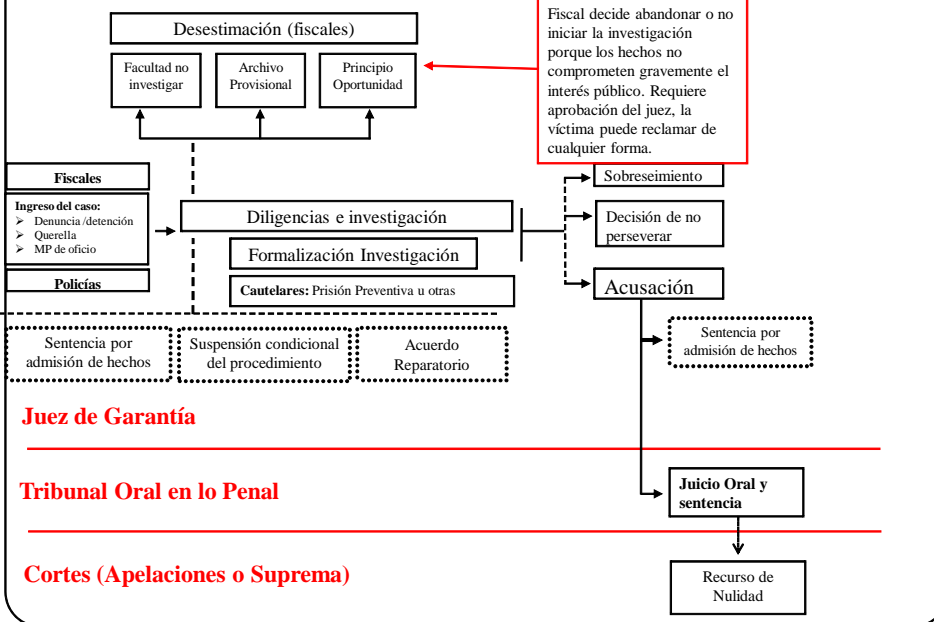 Desestimación (fiscales)
Facultad no
investigar
Archivo
Provisional
Principio
Oportunidad
Fiscal decide abandonar o no
iniciar la investigación
porque los hechos no
comprometen gravemente el
interés público. Requiere
aprobación del juez, la
víctima puede reclamar de
cualquier forma.
Fiscales
Ingreso del caso:
➢ Denuncia /detención
➢ Querella
➢ MP de oficio
Policías
Diligencias e investigación
Formalización Investigación
Cautelares: Prisión Preventiva u otras
Sobreseimiento
Decisión de no
perseverar
Acusación
Sentencia por
admisión de hechos
Suspensión condicional
del procedimiento
Acuerdo
Reparatorio
Sentencia por
admisión de hechos
Juez de Garantía
Tribunal Oral en lo Penal
Juicio Oral y
sentencia
Cortes (Apelaciones o Suprema)
Recurso de
Nulidad